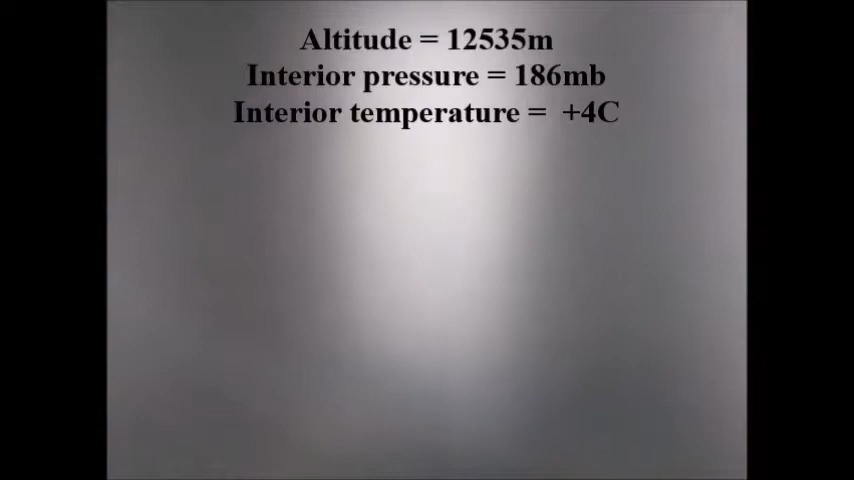 Altitude = 12535m
Interior pressure = 186mb
Interior temperature =  +4C